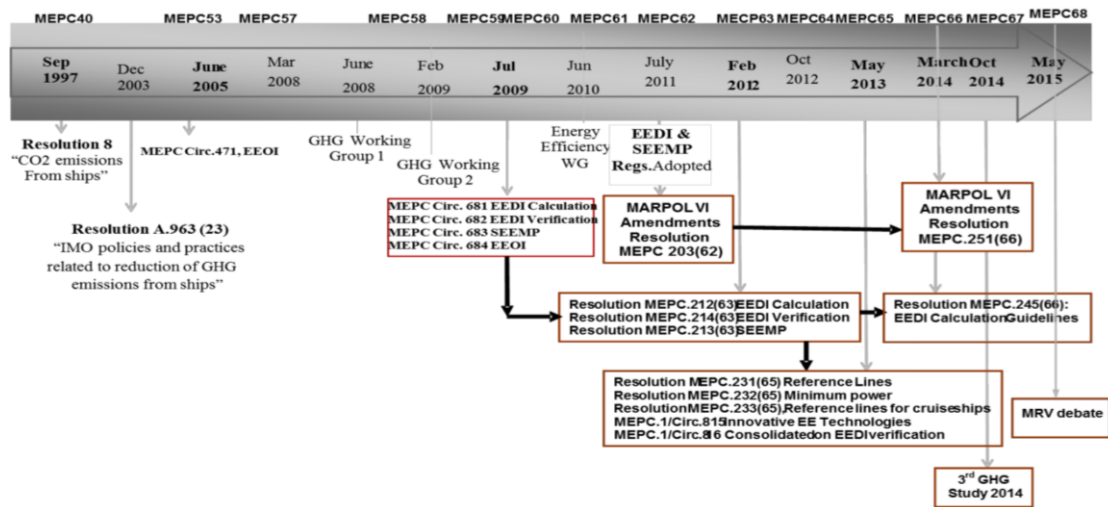 MEPC40 MEPC53 MEPC57 MEPC58 MEPC59 MEPC60 MEPC61 MEPC62 MECP63 MEPC64 MEPC65 MEPC66 MEPC67 MEPC68
Sep
1997
Dec
2003
June
2005
Mar
2008
June
2008
Feb
2009
Jul
2009
Jun
2010
July
2011
Feb
2012
Oct
2012
May
2013
March
2014
Oct
2014
May
2015
Resolution 8
“CO2 emissions
From ships”
MEPC Circ.471, EEOI
GHG Working
Group 1
GHG Working
Group 2
Energy
Efficiency
WG
EEDI &
SEEMP
Regs.Adopted
Resolution A.963 (23)
“IMO policies and practices
related to reduction of GHG
emissions from ships”
MEPC Circ. 681 EEDI Calculation
MEPC Circ. 682 EEDI Verification
MEPC Circ. 683 SEEMP
MEPC Circ. 684 EEOI
MARPOL VI
Amendments
Resolution
MEPC 203(62)
MARPOL VI
Amendments
Resolution
MEPC.251(66)
Resolution MEPC.212(63)EEDI Calculation
Resolution MEPC.214(63)EEDI Verification
Resolution MEPC.213(63)SEEMP
Resolution MEPC.245(66):
EEDI Calculation Guidelines
Resolution MEPC.231(65) Reference Lines
Resolution MEPC.232(65) Minimum power
Resolution MEPC.233(65),Reference lines for cruiseships
MEPC.1/Circ.815 Innovative EE Technologies
MEPC.1/Circ.816 Consolidated on EEDI verification
MRV debate
3rd GHG
Study 2014